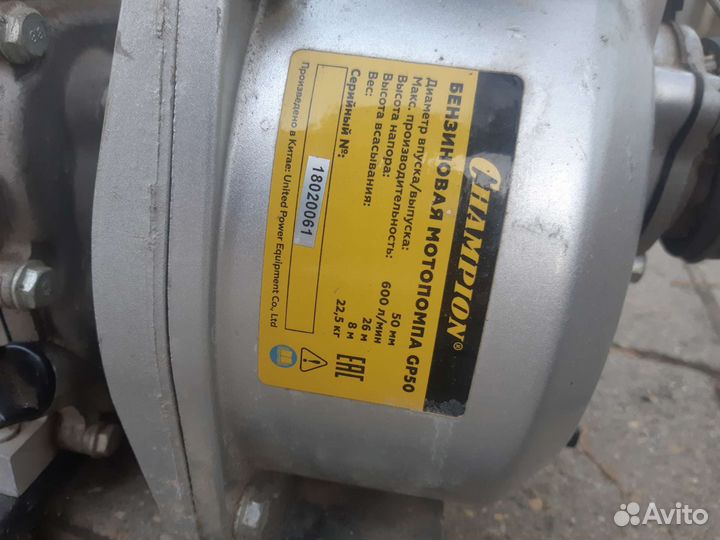 CHAMPION®
БЕНЗИНОВАЯ МОТОПОМПА GP50
Диаметр впуска/выпуска: 50 мм
Макс. производительность: 600 л/мин
Высота напора: 26 м
Высота всасывания: 8 м
Вес: 22,5 кг
Серийный №:
18020061
EAC
Произведено в Китае: United Power Equipment Co., Ltd
Avito